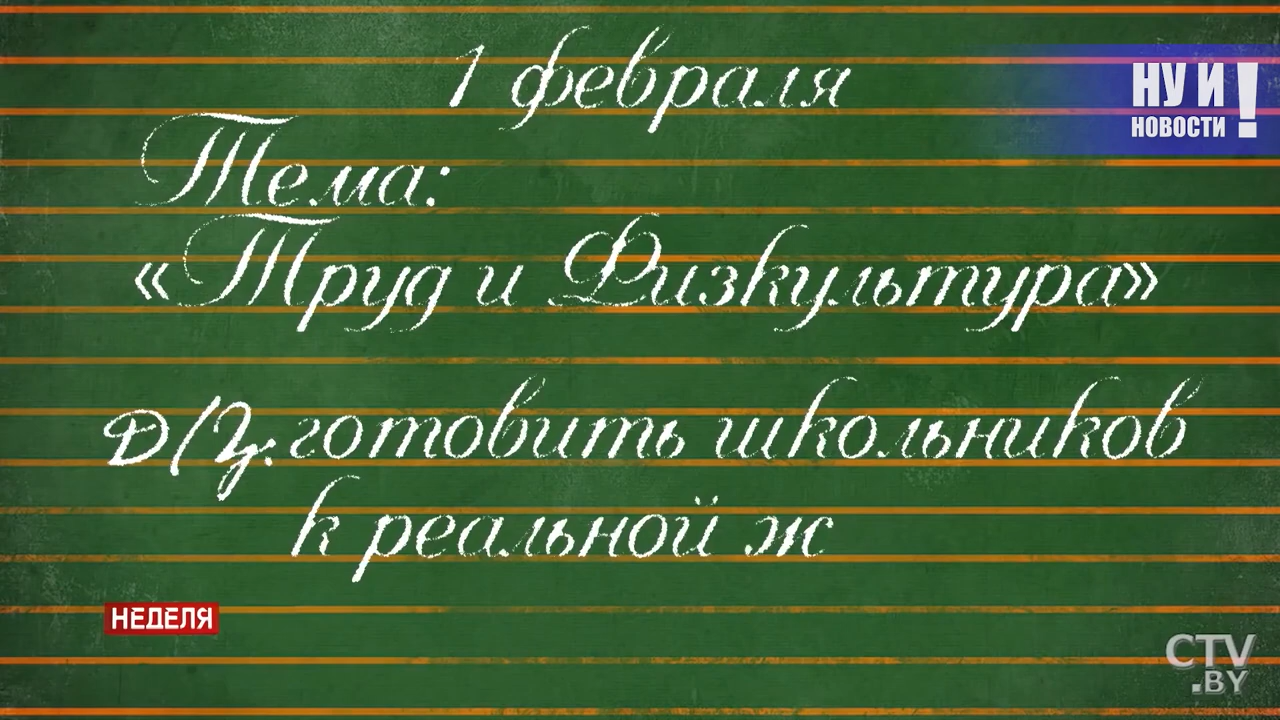 1 февраля
НУ И
НОВОСТИ!
Тема:
«Труд и Физкультура»
Д/З: готовить школьников
к реальной ж
НЕДЕЛЯ
CTV
.BY